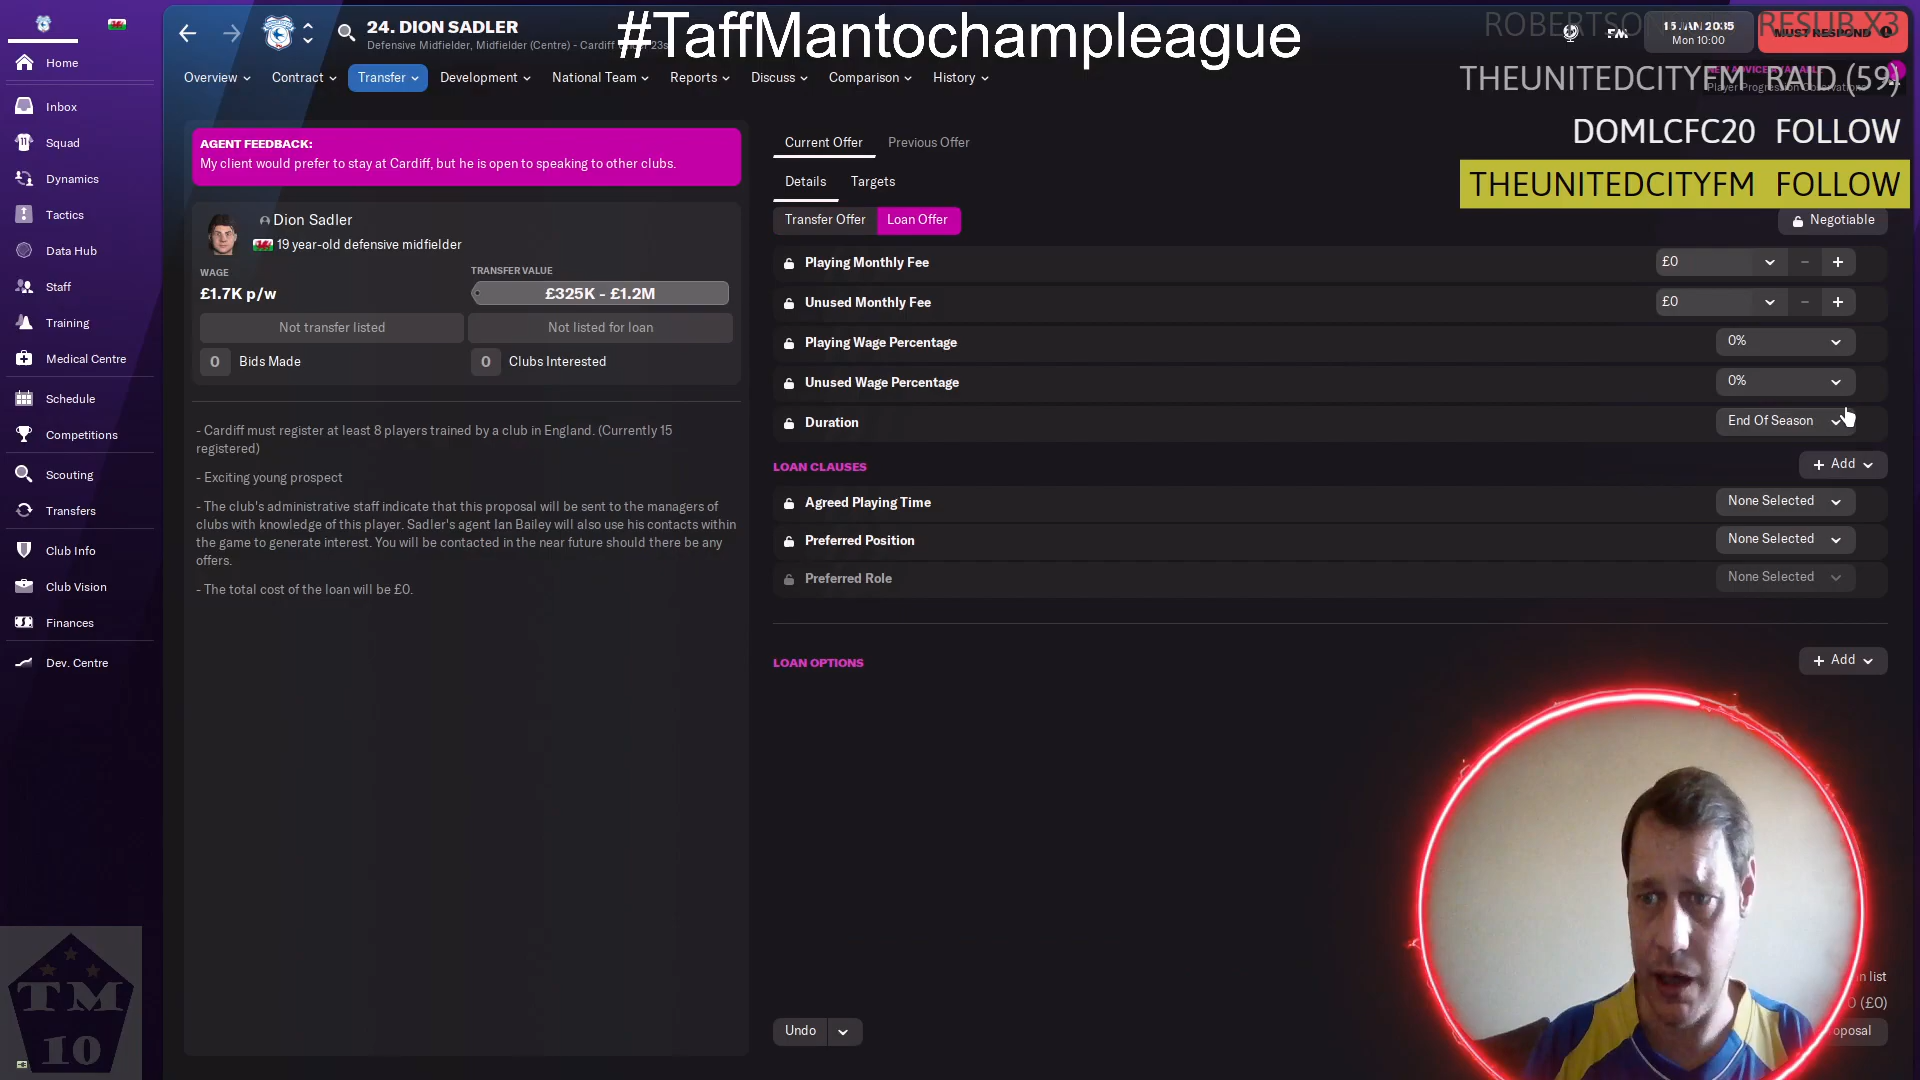 24. DION SADLER
Defensive Midfielder, Midfielder (Centre) - Cardiff
#TaffMantochampleague
15 JAN 2035
Mon 10:00
MUST RESPOND
RESUB X3
THEUNITEDCITYFM RAID (59)
DOMLCFC20 FOLLOW
THEUNITEDCITYFM FOLLOW
Home
Inbox
Squad
Dynamics
Tactics
Data Hub
Staff
Training
Medical Centre
Schedule
Competitions
Scouting
Transfers
Club Info
Club Vision
Finances
Dev. Centre
TM
10
Overview
Contract
Transfer
Development
National Team
Reports
Discuss
Comparison
History
AGENT FEEDBACK:
My client would prefer to stay at Cardiff, but he is open to speaking to other clubs.
Dion Sadler
19 year-old defensive midfielder
WAGE
£1.7K p/w
TRANSFER VALUE
£325K - £1.2M
Not transfer listed
Not listed for loan
0 Bids Made
0 Clubs Interested
- Cardiff must register at least 8 players trained by a club in England. (Currently 15
registered)
- Exciting young prospect
- The club's administrative staff indicate that this proposal will be sent to the managers of
clubs with knowledge of this player. Sadler's agent Ian Bailey will also use his contacts within
the game to generate interest. You will be contacted in the near future should there be any
offers.
- The total cost of the loan will be £0.
Current Offer
Previous Offer
Details
Targets
Transfer Offer
Loan Offer
Negotiable
Playing Monthly Fee £0
Unused Monthly Fee £0
Playing Wage Percentage 0%
Unused Wage Percentage 0%
Duration End Of Season
LOAN CLAUSES
+ Add
Agreed Playing Time None Selected
Preferred Position None Selected
Preferred Role None Selected
LOAN OPTIONS
+ Add
list
(£0)
Undo